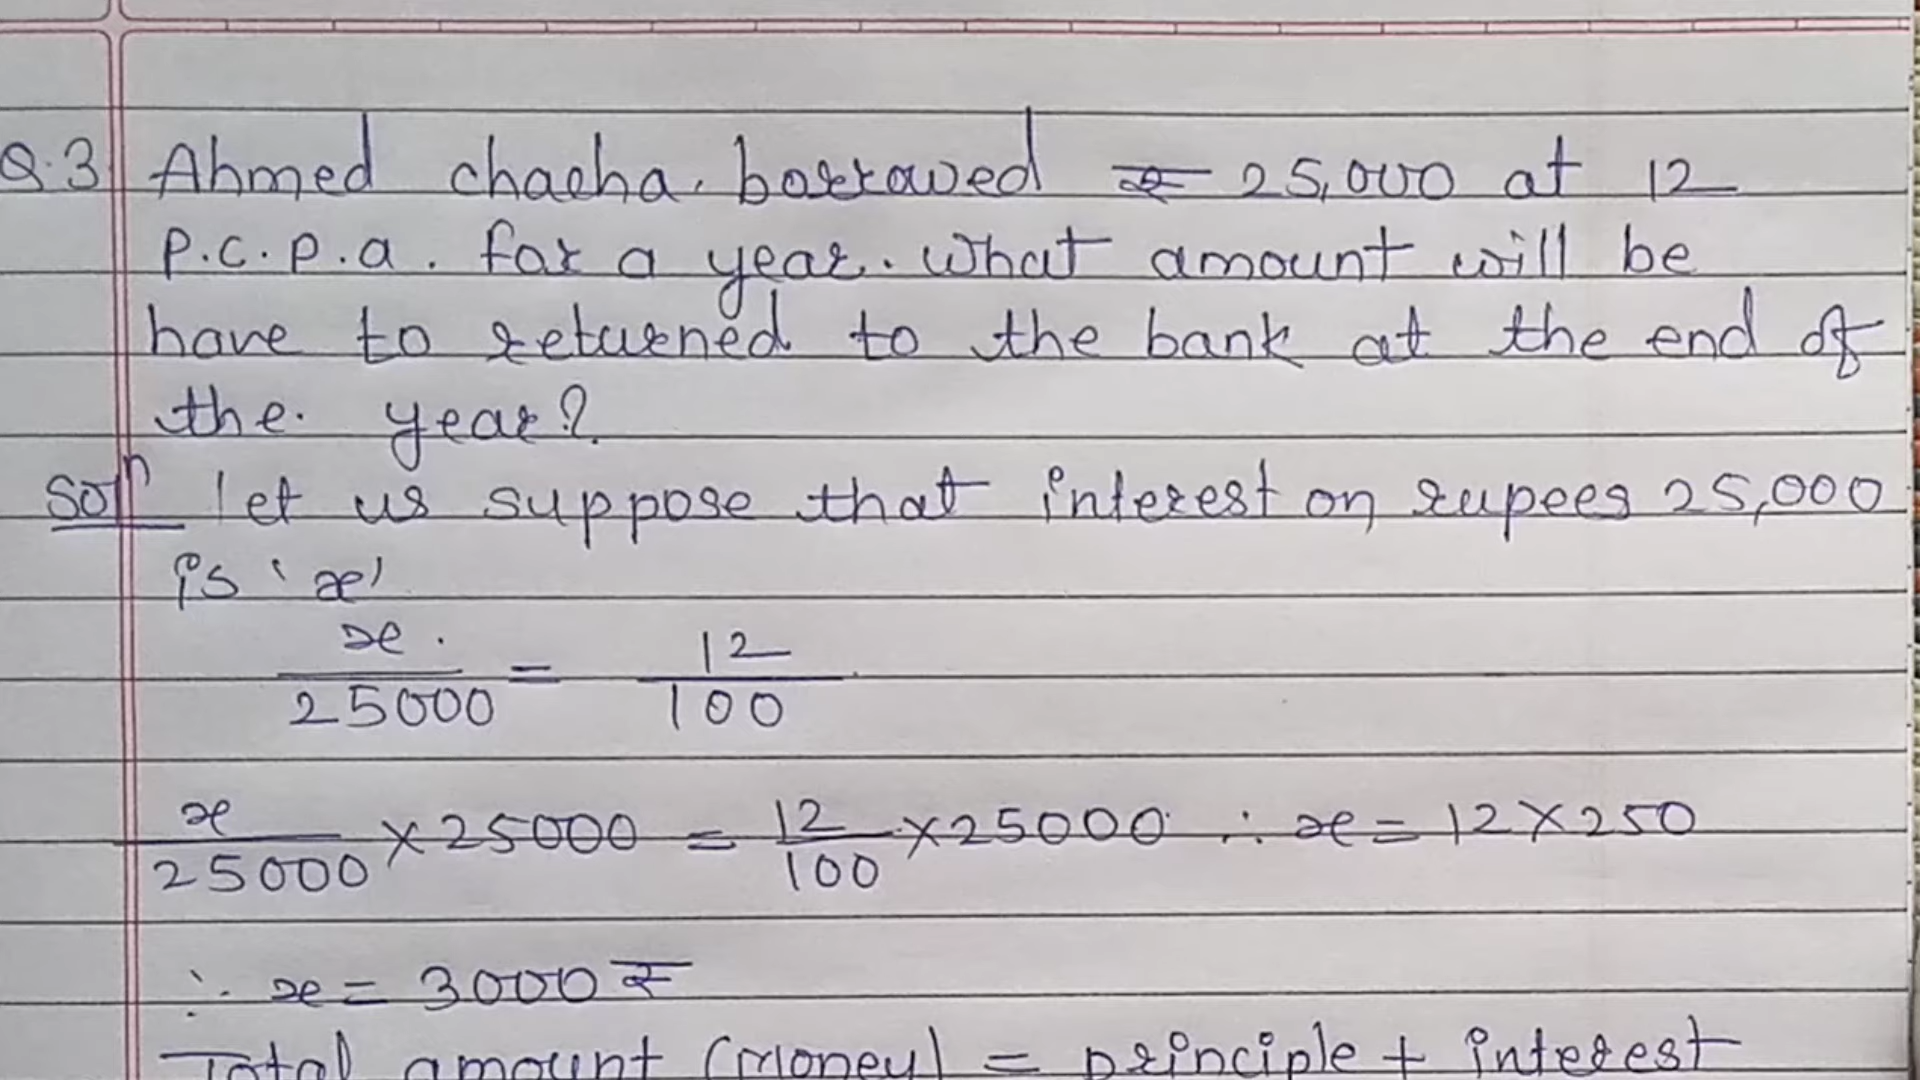 Q.3 Ahmed chacha. borrowed ₹ 25,000 at 12
p.c.p.a. for a year. What amount will be
have to returned to the bank at the end of
the. year?
Solⁿ let us suppose that interest on rupees 25,000
is 'x'
x/25000 = 12/100
x/25000 × 25000 = 12/100 × 25000 ∴ x = 12 × 250
∴ x = 3000 ₹
Total amount (money) = principle + interest